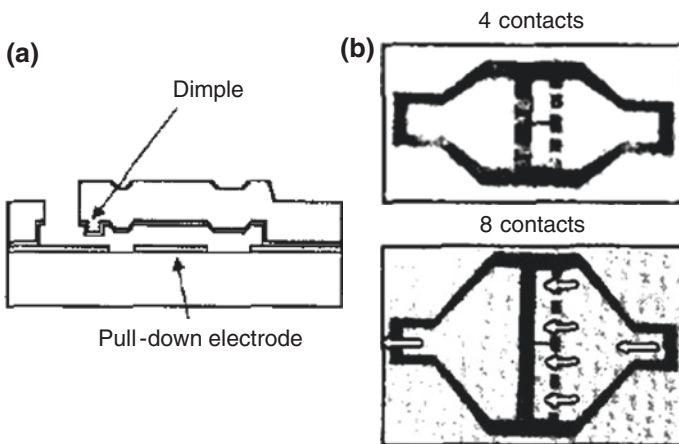 (a)
Dimple
Pull-down electrode
(b)
4 contacts
8 contacts